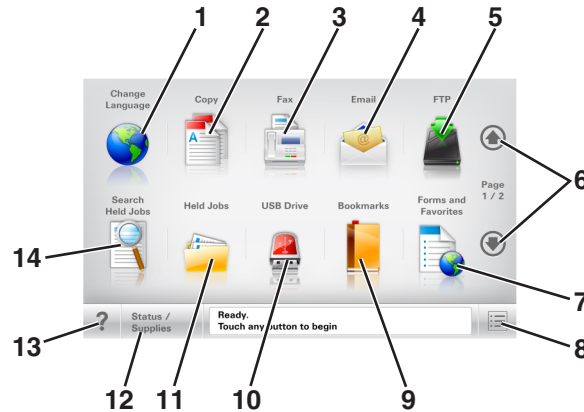 1
2
3
4
5
Change
Language
Copy
Fax
Email
FTP
A
@
6
Page
1 / 2
Search
Held Jobs
Held Jobs
USB Drive
Bookmarks
Forms and
Favorites
14
7
?
Status /
Supplies
Ready.
Touch any button to begin
13
12
11
10
9
8